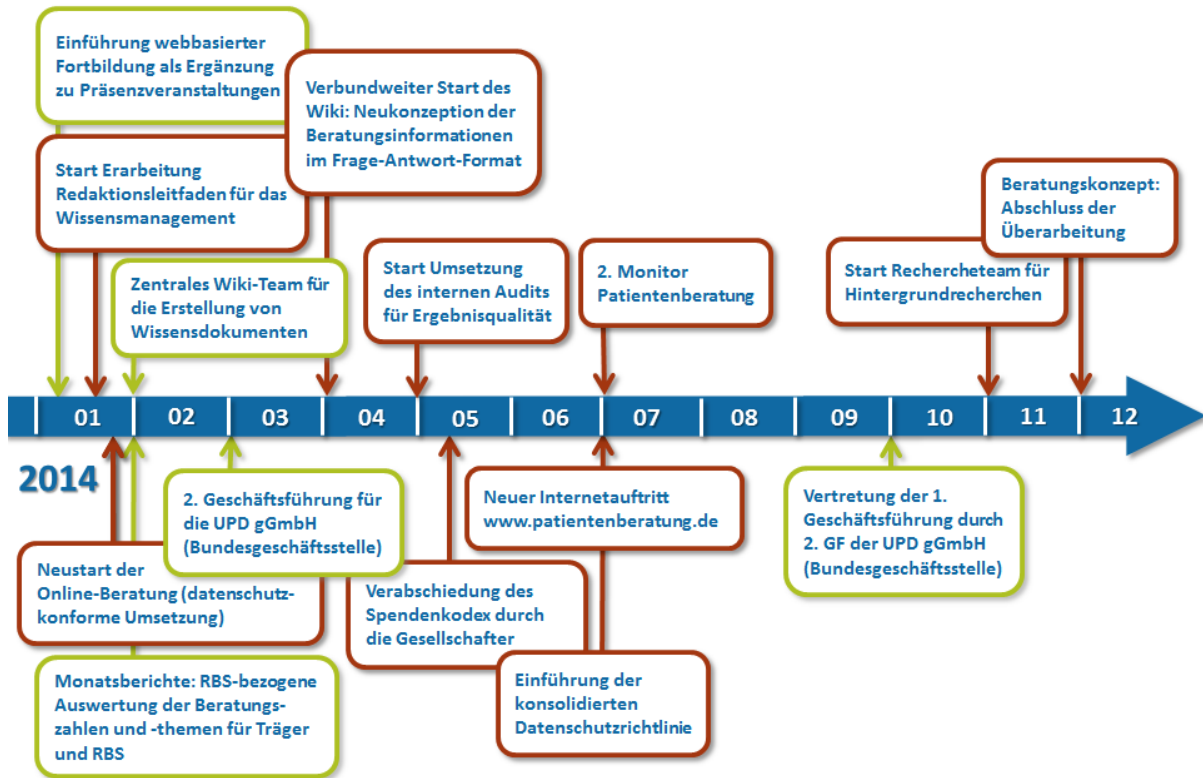 Einführung webbasierter
Fortbildung als Ergänzung
zu Präsenzveranstaltungen
Verbundweiter Start des
Wiki: Neukonzeption der
Beratungsinformationen
im Frage-Antwort-Format
Start Erarbeitung
Redaktionsleitfaden für das
Wissensmanagement
Beratungskonzept:
Abschluss der
Überarbeitung
Zentrales Wiki-Team für
die Erstellung von
Wissensdokumenten
Start Umsetzung
des internen Audits
für Ergebnisqualität
2. Monitor
Patientenberatung
Start Rechercheteam für
Hintergrundrecherchen
01 02 03 04 05 06 07 08 09 10 11 12
2014
2. Geschäftsführung für
die UPD gGmbH
(Bundesgeschäftsstelle)
Neuer Internetauftritt
www.patientenberatung.de
Vertretung der 1.
Geschäftsführung durch
2. GF der UPD gGmbH
(Bundesgeschäftsstelle)
Neustart der
Online-Beratung (datenschutz-
konforme Umsetzung)
Verabschiedung des
Spendenkodex durch
die Gesellschafter
Monatsberichte: RBS-bezogene
Auswertung der Beratungs-
zahlen und -themen für Träger
und RBS
Einführung der
konsolidierten
Datenschutzrichtlinie